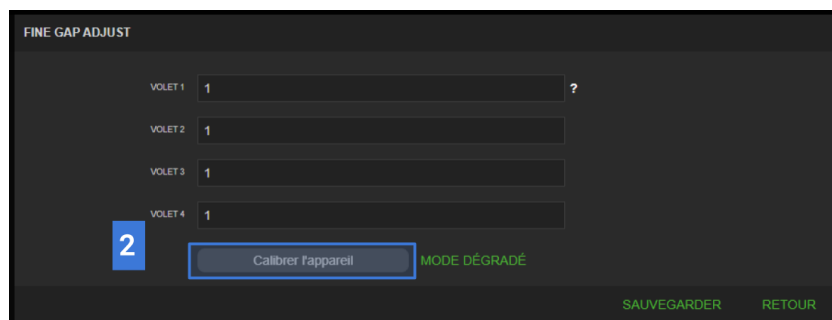 FINE GAP ADJUST
VOLET 1 1 ?
VOLET 2 1
VOLET 3 1
VOLET 4 1
2 Calibrer l'appareil MODE DÉGRADÉ
SAUVEGARDER RETOUR